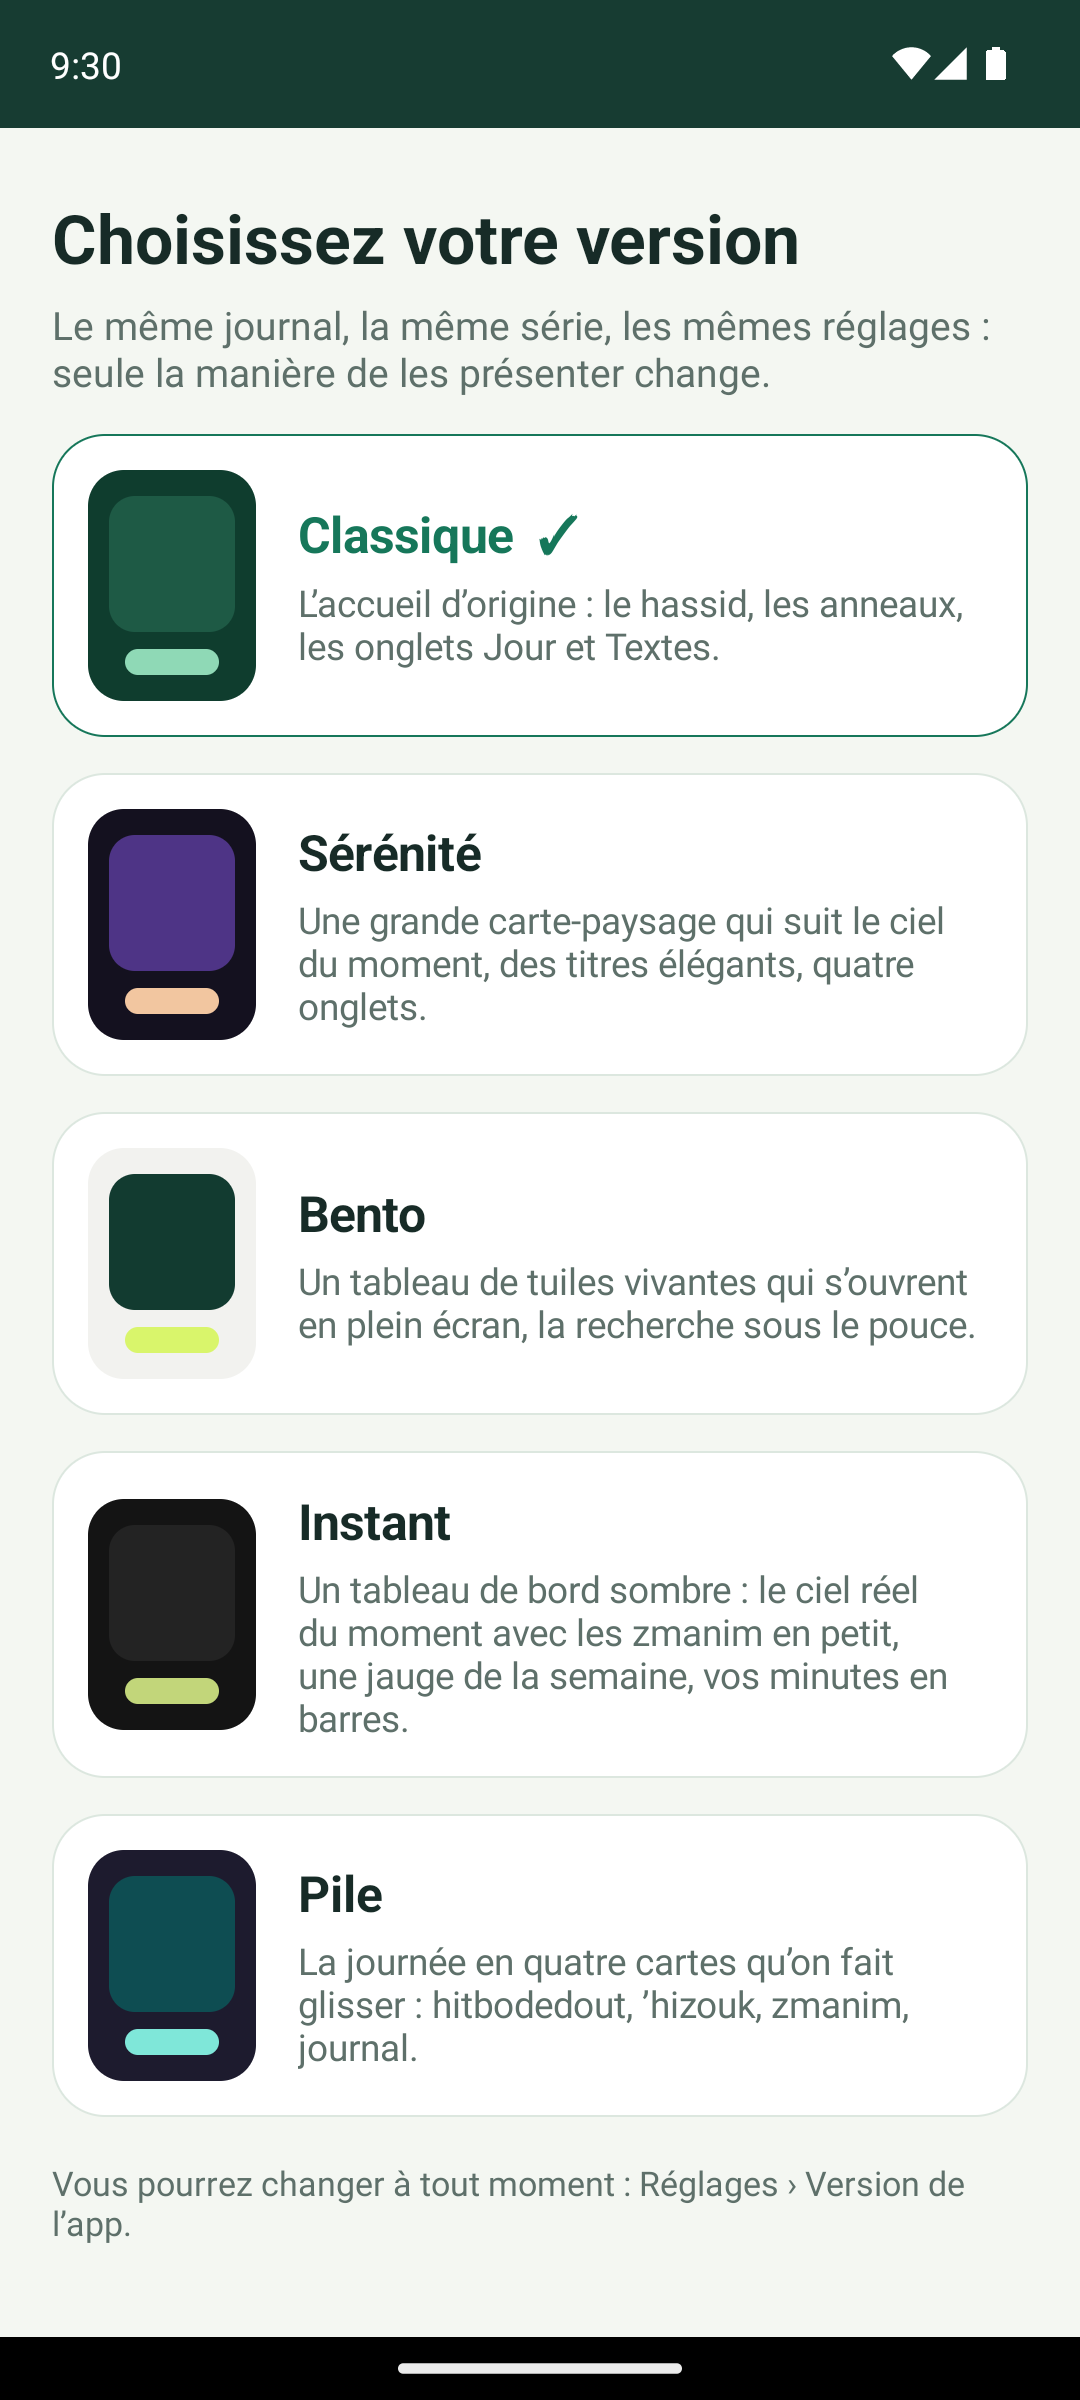 9:30
Choisissez votre version
Le même journal, la même série, les mêmes réglages :
seule la manière de les présenter change.
Classique ✓
L’accueil d’origine : le hassid, les anneaux,
les onglets Jour et Textes.
Sérénité
Une grande carte-paysage qui suit le ciel
du moment, des titres élégants, quatre
onglets.
Bento
Un tableau de tuiles vivantes qui s’ouvrent
en plein écran, la recherche sous le pouce.
Instant
Un tableau de bord sombre : le ciel réel
du moment avec les zmanim en petit,
une jauge de la semaine, vos minutes en
barres.
Pile
La journée en quatre cartes qu’on fait
glisser : hitbodedout, ’hizouk, zmanim,
journal.
Vous pourrez changer à tout moment : Réglages › Version de
l’app.